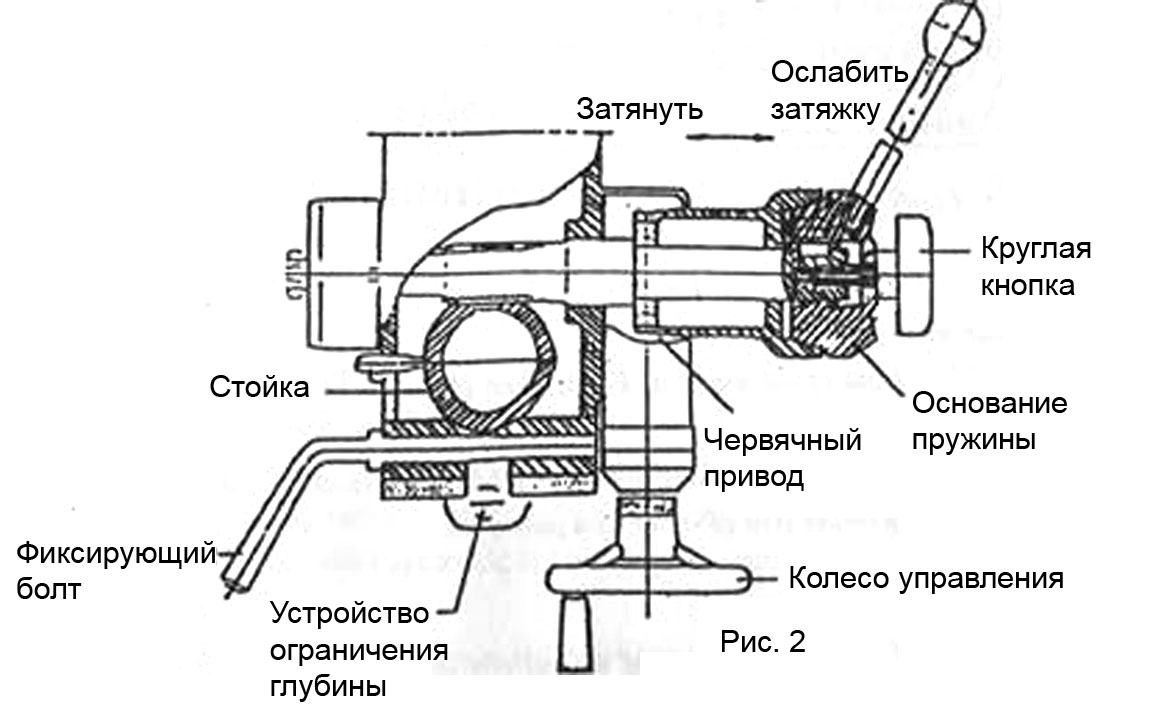 Ослабить
затяжку
Затянуть
Круглая
кнопка
Стойка
Основание
пружины
Червячный
привод
Фиксирующий
болт
Колесо управления
Устройство
ограничения
глубины
Рис. 2